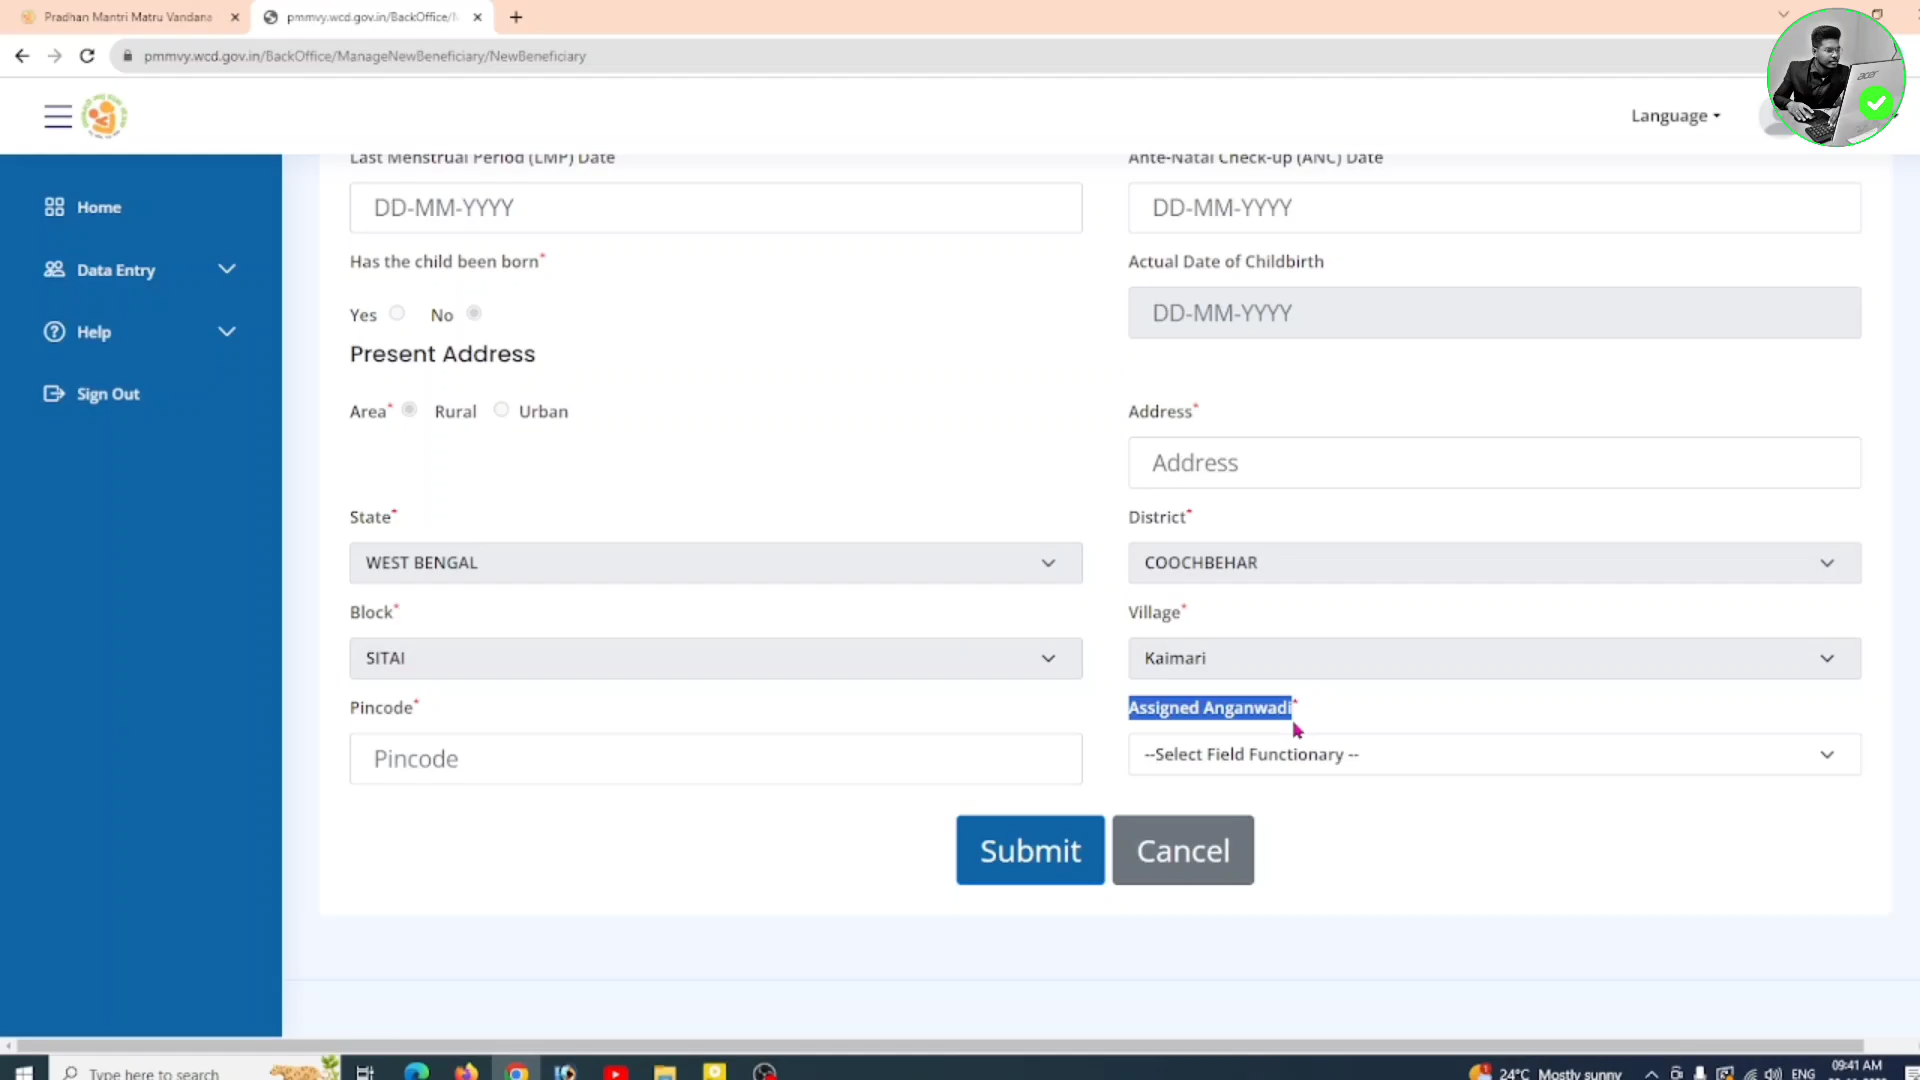 Pradhan Mantri Matru Vandana
pmmvy.wcd.gov.in/BackOffice/
pmmvy.wcd.gov.in/BackOffice/ManageNewBeneficiary/NewBeneficiary
Language
acer
Home
Data Entry
Help
Sign Out
Last Menstrual Period (LMP) Date
Ante-Natal Check-up (ANC) Date
DD-MM-YYYY
DD-MM-YYYY
Has the child been born*
Actual Date of Childbirth
Yes No
DD-MM-YYYY
Present Address
Area* Rural Urban
Address*
Address
State*
District*
WEST BENGAL
COOCHBEHAR
Block*
Village*
SITAI
Kaimari
Pincode*
Assigned Anganwadi*
Pincode
--Select Field Functionary --
Submit
Cancel
Type here to search
24°C Mostly sunny
ENG
09:41 AM